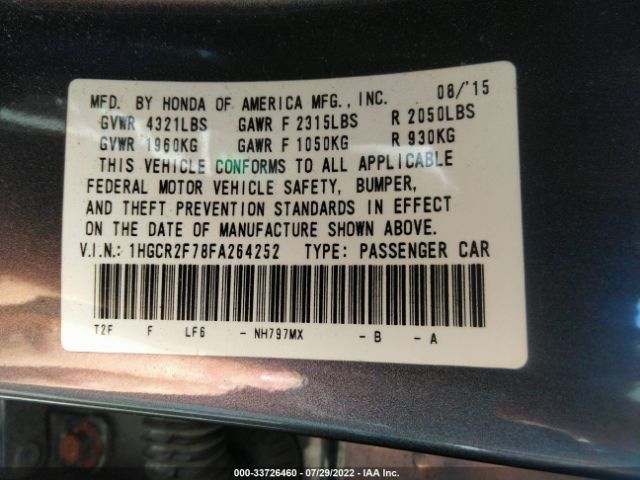 MFD. BY HONDA OF AMERICA MFG., INC. 08/'15
GVWR 4321LBS GAWR F 2315LBS R 2050LBS
GVWR 1960KG GAWR F 1050KG R 930KG
THIS VEHICLE CONFORMS TO ALL APPLICABLE
FEDERAL MOTOR VEHICLE SAFETY, BUMPER,
AND THEFT PREVENTION STANDARDS IN EFFECT
ON THE DATE OF MANUFACTURE SHOWN ABOVE.
V.I.N.: 1HGCR2F78FA264252 TYPE: PASSENGER CAR
T2F F LF6 - NH797MX - B - A
000-33726460 - 07/29/2022 - IAA Inc.